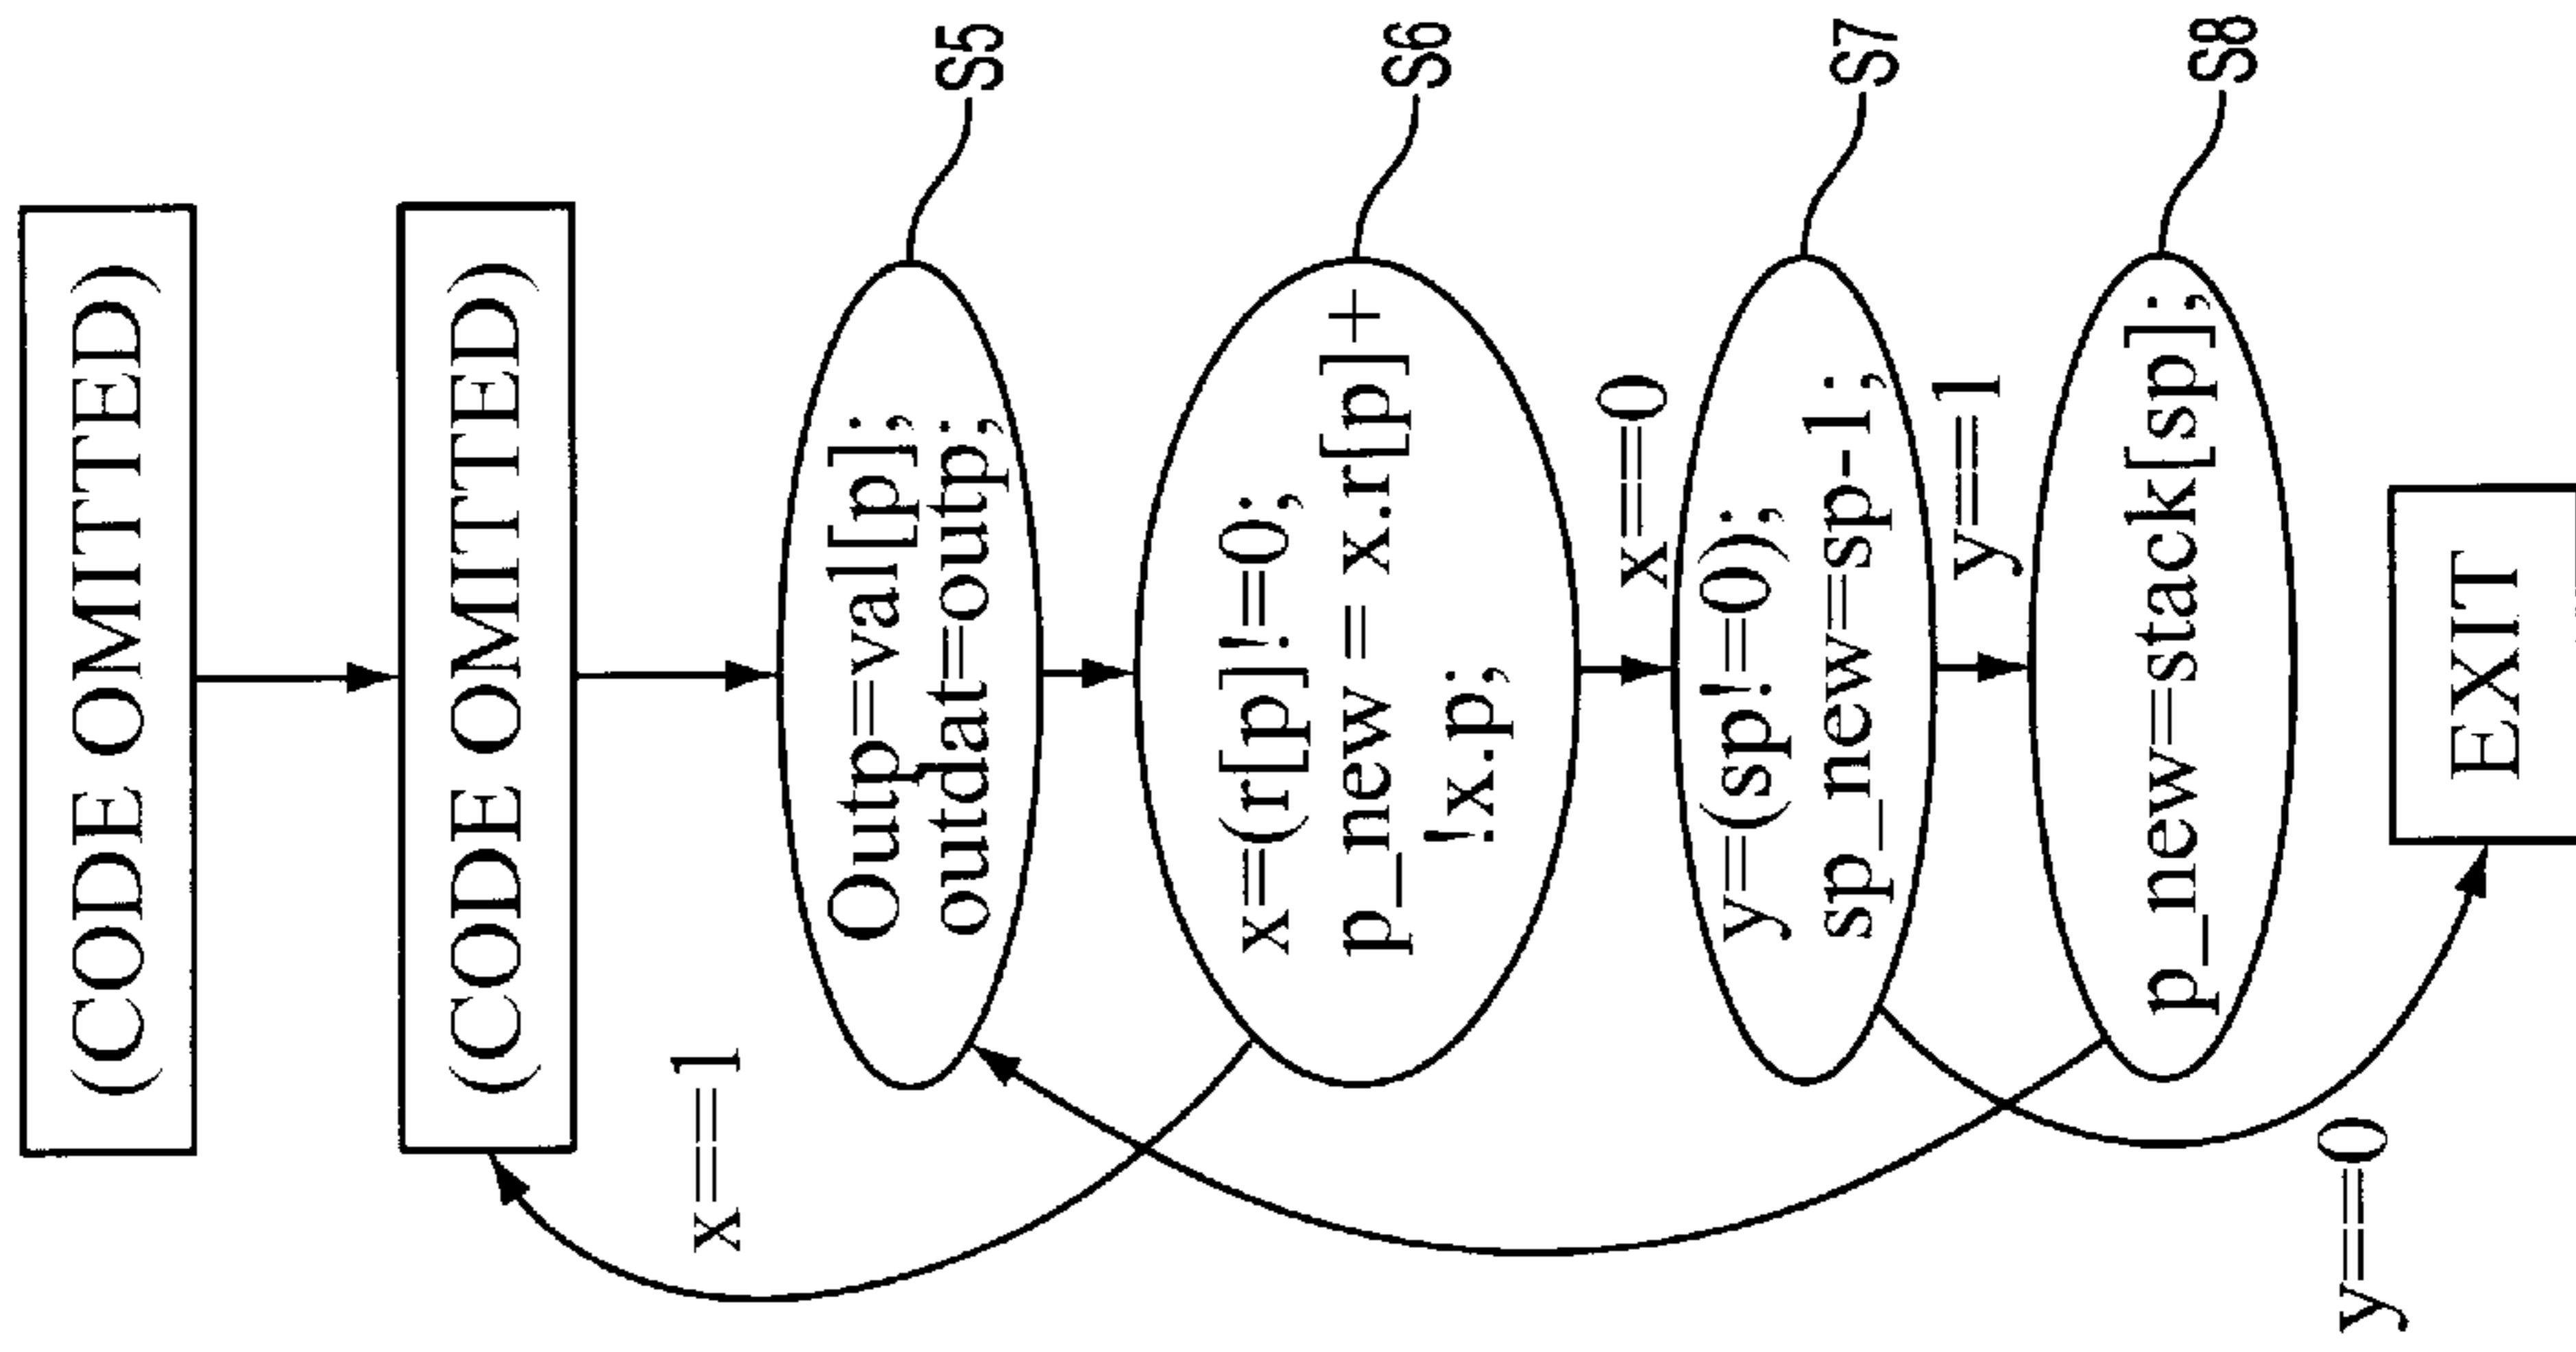 (CODE OMITTED)
(CODE OMITTED)
x==1
Outp=val[p];
outdat=outp;
S5
x=(r[p]!=0;
p_new = x.r[p]+
!x.p;
S6
x==0
y=(sp!=0);
sp_new=sp-1;
S7
y==1
p_new=stack[sp];
S8
y==0
EXIT